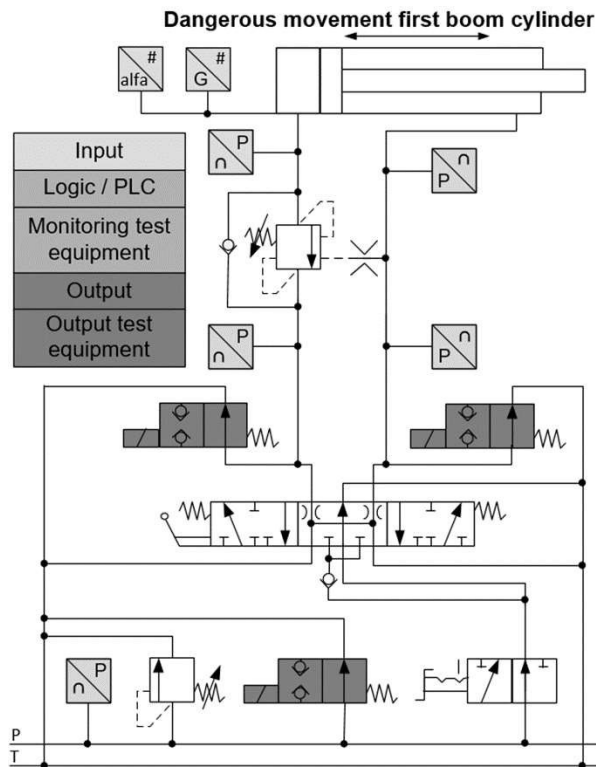 Dangerous movement first boom cylinder
#
alfa
#
G
P
∩
P
∩
Input
Logic / PLC
Monitoring test
equipment
Output
Output test
equipment
P
∩
P
∩
P
∩
P
T